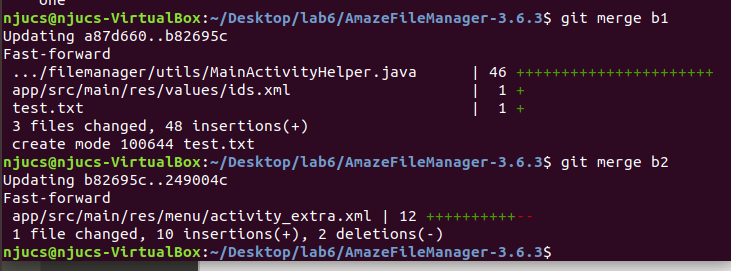 one
njucs@njucs-VirtualBox:~/Desktop/lab6/AmazeFileManager-3.6.3$ git merge b1
Updating a87d660..b82695c
Fast-forward
 .../filemanager/utils/MainActivityHelper.java      | 46 ++++++++++++++++++++++
 app/src/main/res/values/ids.xml                    |  1 +
 test.txt                                           |  1 +
 3 files changed, 48 insertions(+)
 create mode 100644 test.txt
njucs@njucs-VirtualBox:~/Desktop/lab6/AmazeFileManager-3.6.3$ git merge b2
Updating b82695c..249004c
Fast-forward
 app/src/main/res/menu/activity_extra.xml | 12 ++++++++++--
 1 file changed, 10 insertions(+), 2 deletions(-)
njucs@njucs-VirtualBox:~/Desktop/lab6/AmazeFileManager-3.6.3$